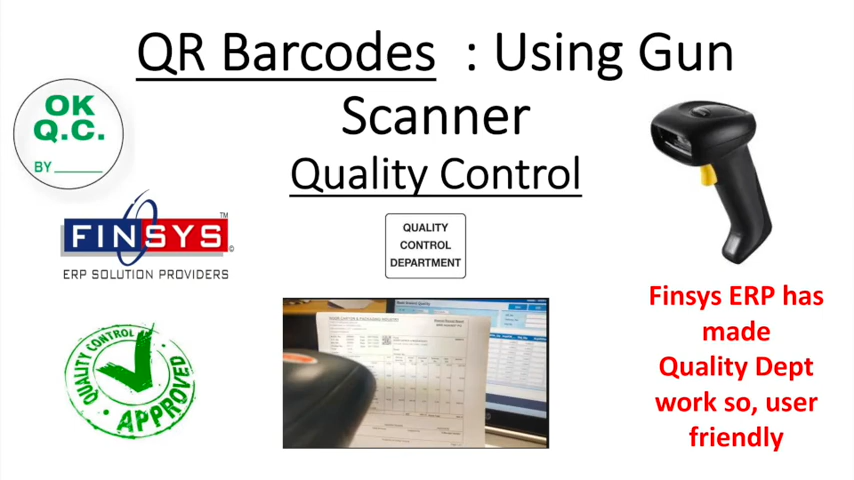 QR Barcodes : Using Gun
Scanner
Quality Control
OK
Q.C.
BY
FINSYS™
©
ERP SOLUTION PROVIDERS
QUALITY
CONTROL
DEPARTMENT
Finsys ERP has
made
Quality Dept
work so, user
friendly
QUALITY CONTROL
APPROVED